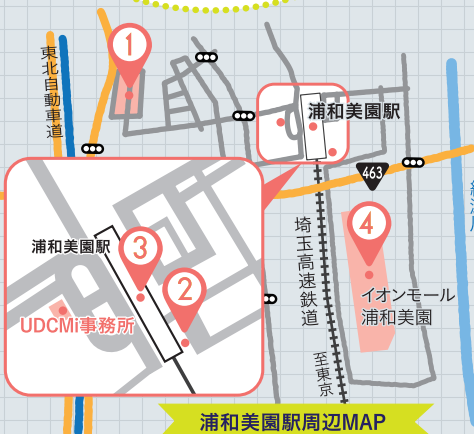 1
東北自動車道
浦和美園駅
463
浦和美園駅
3
2
UDCMi事務所
埼玉高速鉄道
至東京
4
イオンモール
浦和美園
浦和美園駅周辺MAP